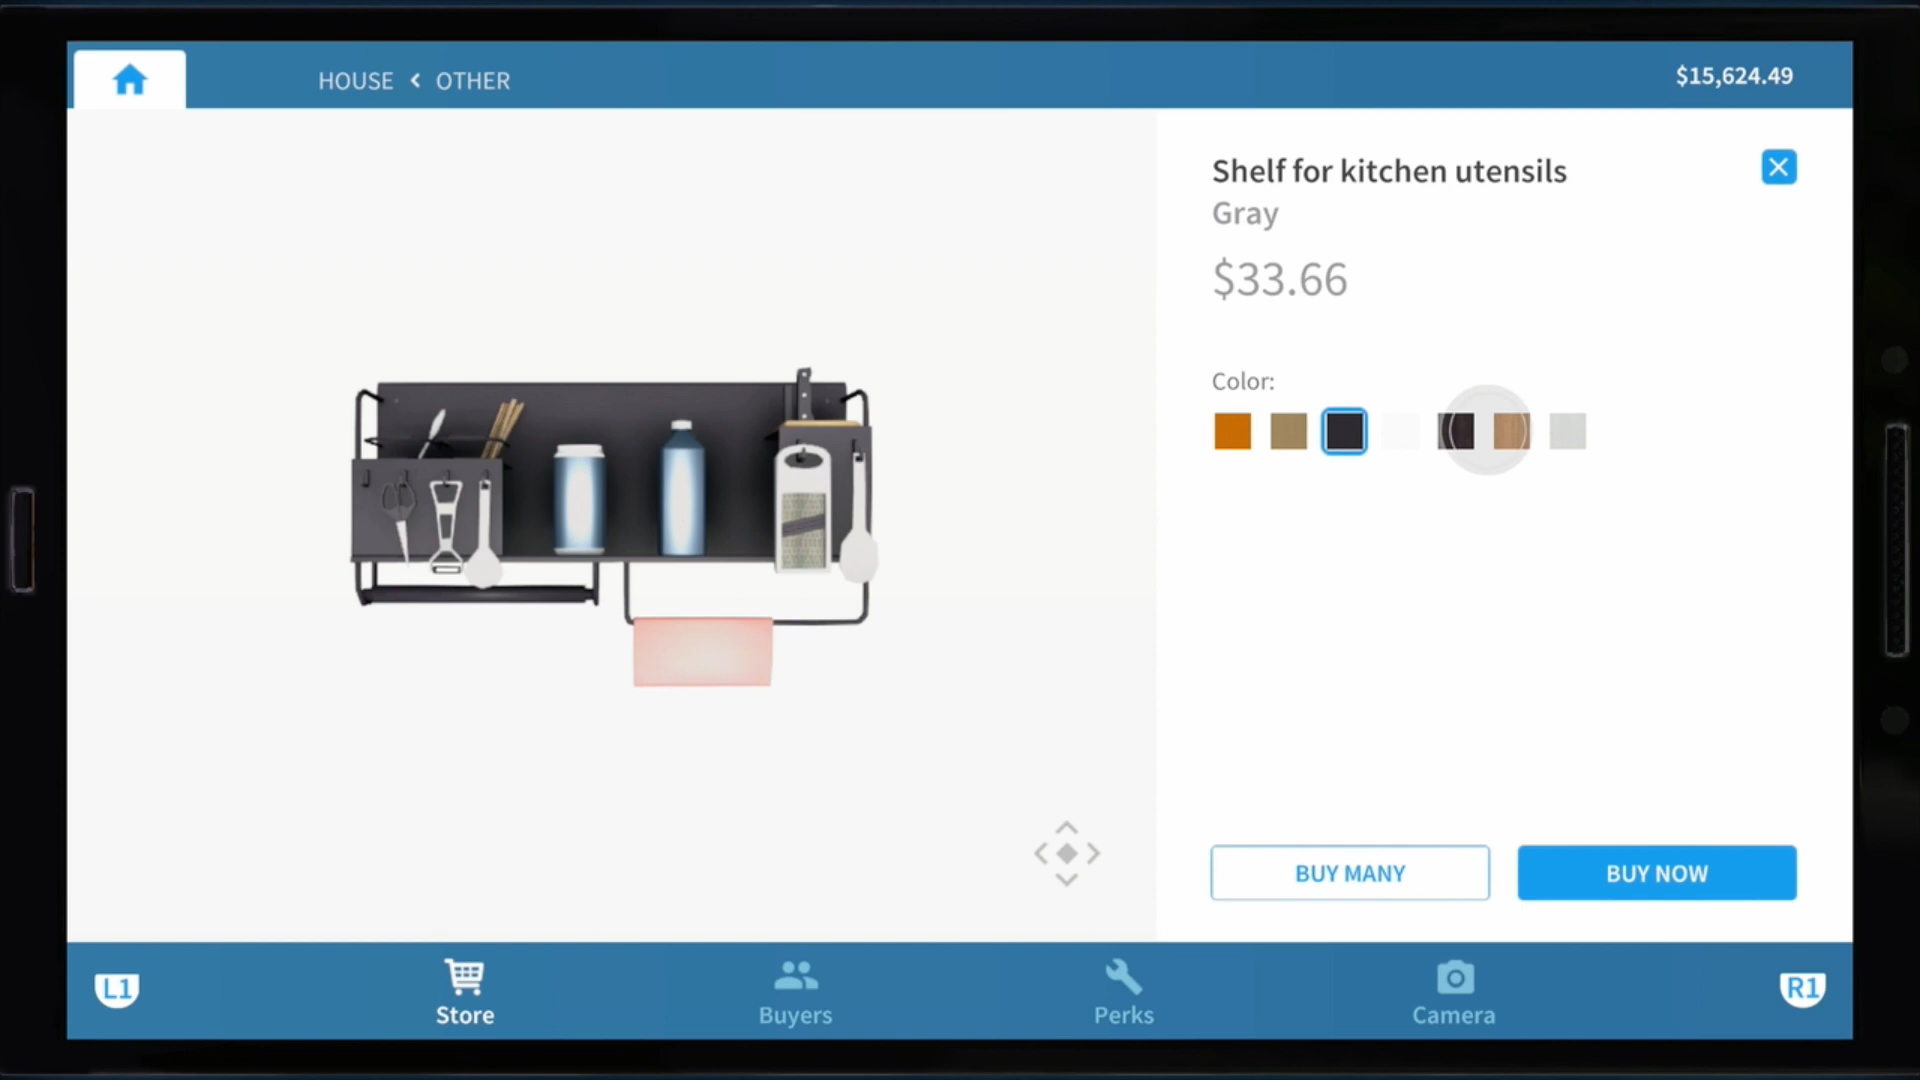 HOUSE < OTHER
$15,624.49
Shelf for kitchen utensils
Gray
$33.66
Color:
BUY MANY
BUY NOW
L1
Store
Buyers
Perks
Camera
R1